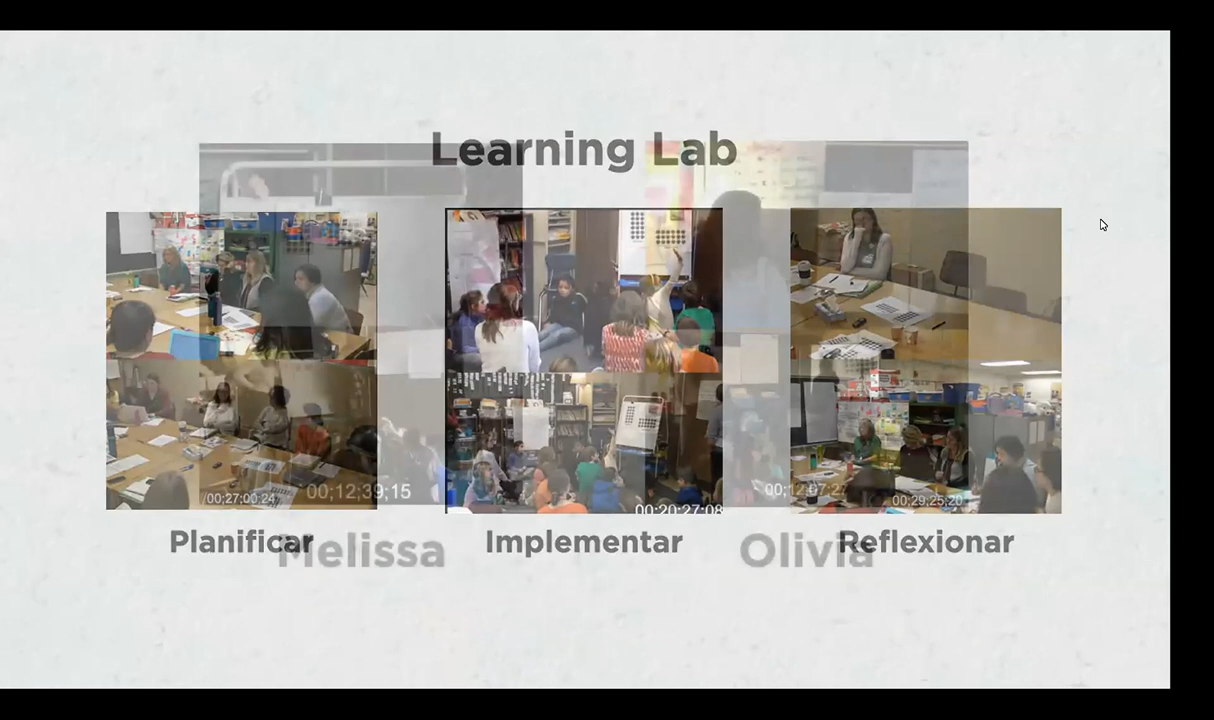 Learning Lab
00;27;00;24
00;12;39;15
00;20;27;08
00;29;25;20
Planificar
Implementar
Reflexionar
Melissa
Olivia